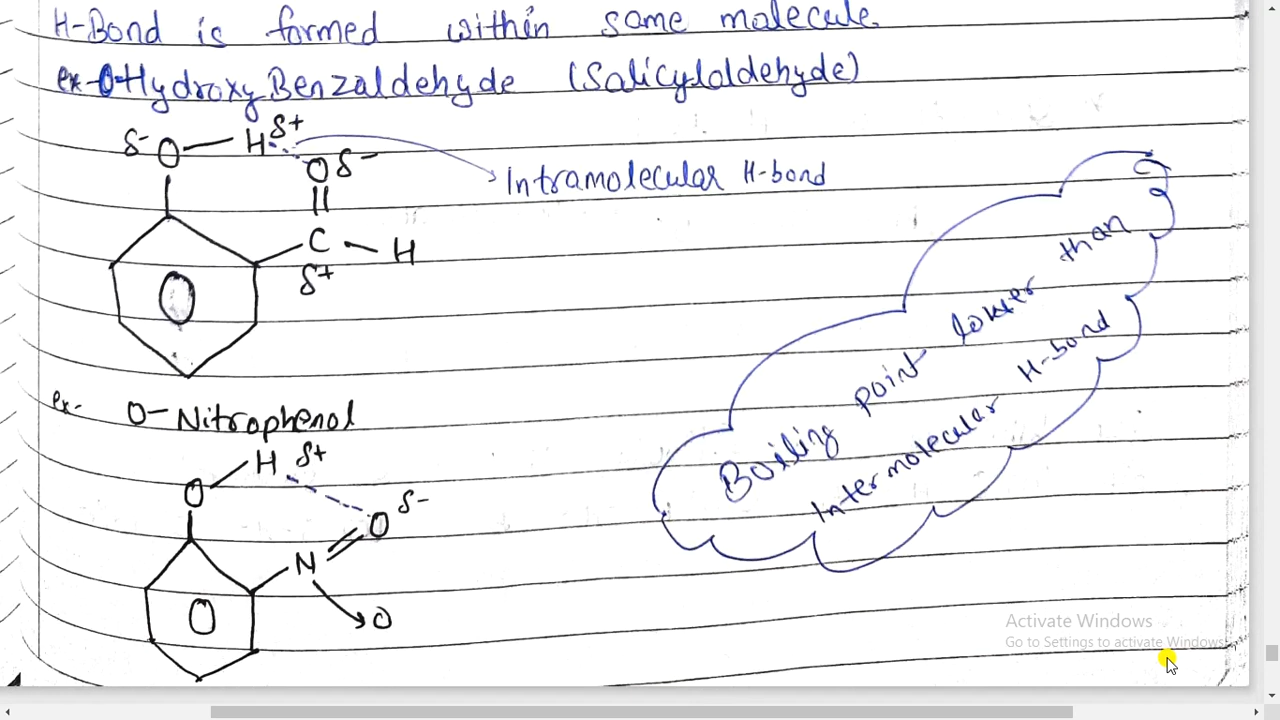 H-Bond is formed within same molecule.
ex- O-Hydroxy Benzaldehyde (Salicylaldehyde)
δ- O — H δ+
O δ-
Intramolecular H-bond
C — H
δ+
ex- O-Nitrophenol
H δ+
O
O δ-
N
O
Boiling point lower than
Intermolecular H-bond
Activate Windows
Go to Settings to activate Windows.